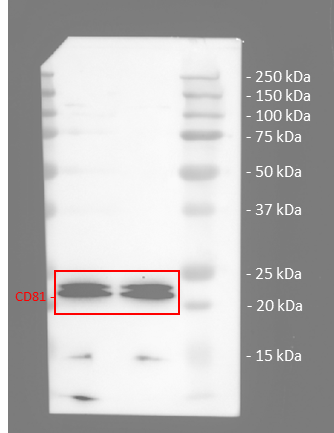 - 250 kDa
- 150 kDa
- 100 kDa
- 75 kDa
- 50 kDa
- 37 kDa
- 25 kDa
CD81 -
- 20 kDa
- 15 kDa